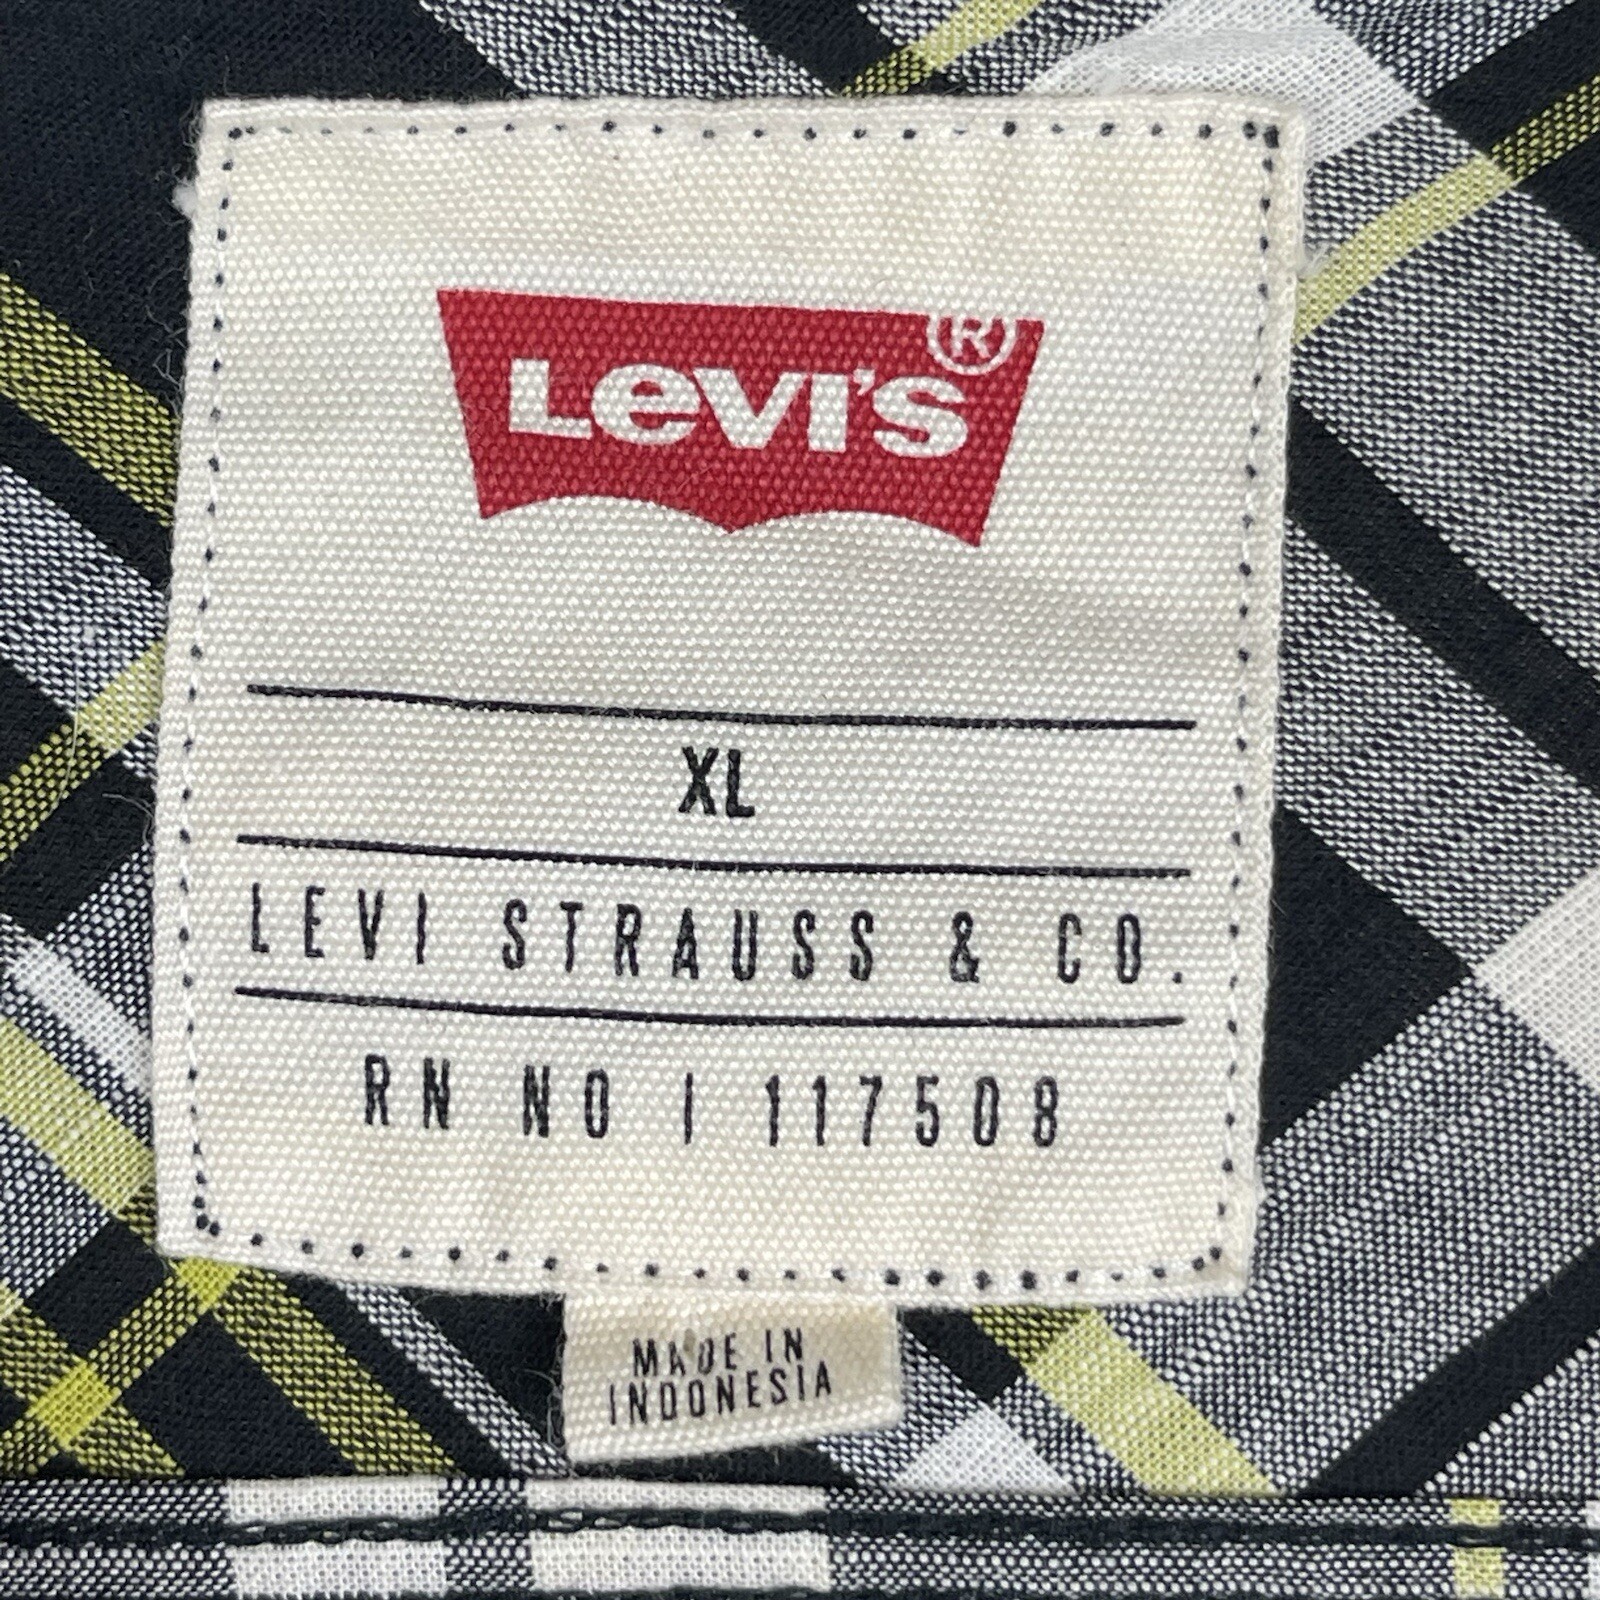 LEVI'S®
XL
LEVI STRAUSS & CO.
RN NO | 117508
MADE IN
INDONESIA